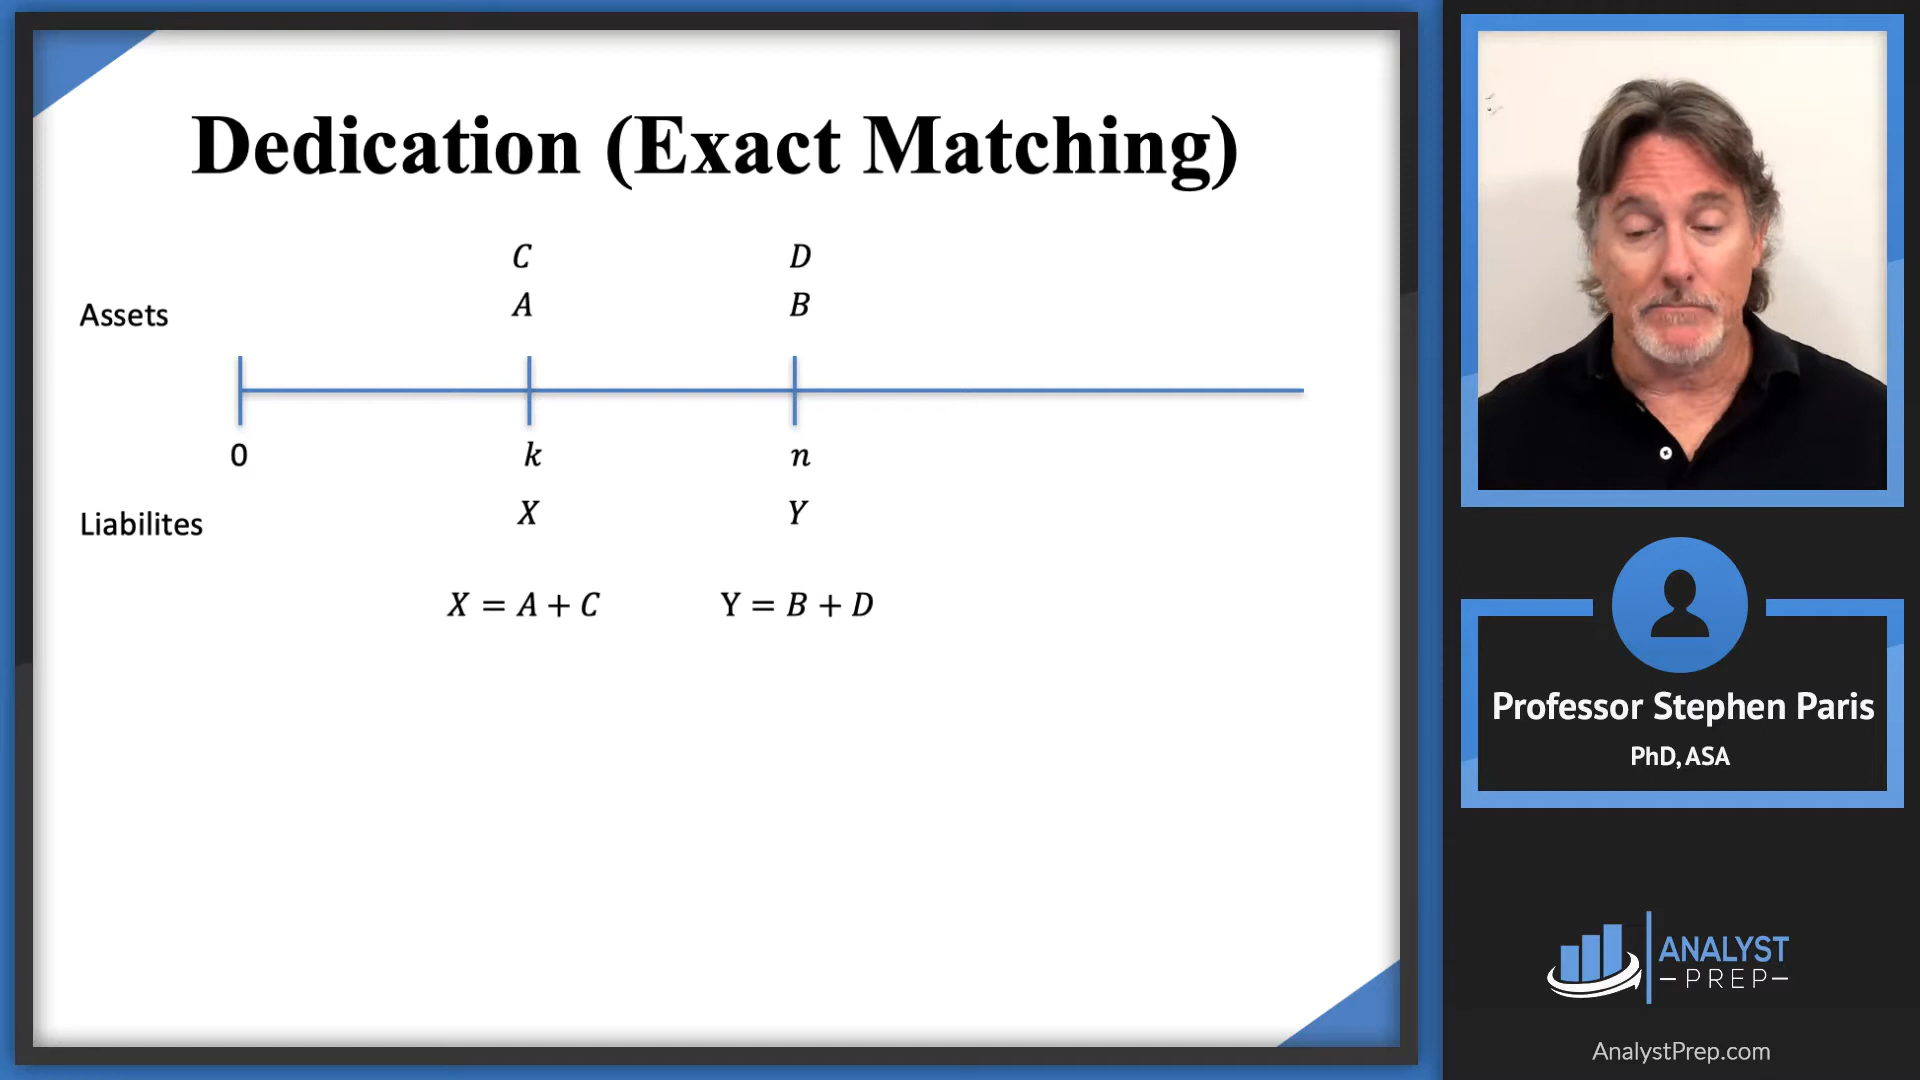 Dedication (Exact Matching)
C D
Assets A B
0 k n
Liabilites X Y
X = A + C Y = B + D
Professor Stephen Paris
PhD, ASA
ANALYST
PREP
AnalystPrep.com